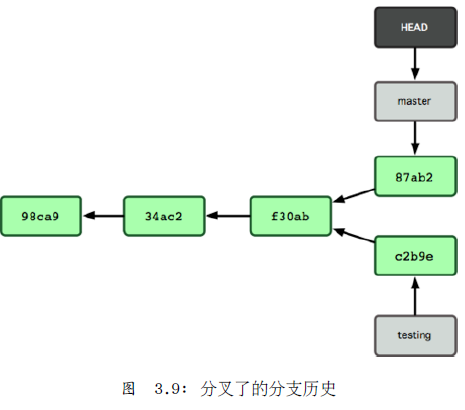 HEAD
master
87ab2
98ca9
34ac2
f30ab
c2b9e
testing
图 3.9: 分叉了的分支历史